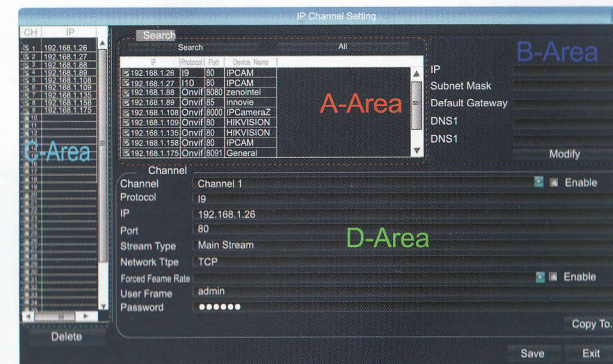 IP Channel Setting
CH IP
1 192.168.1.26
2 192.168.1.27
3 192.168.1.88
4 192.168.1.89
5 192.168.1.108
6 192.168.1.109
7 192.168.1.135
8 192.168.1.158
9 192.168.1.175
10
11
12
C-Area
Delete
Search
Search All
IP Protocol Port Device Name
192.168.1.26 I9 80 IPCAM
192.168.1.27 I10 80 IPCAM
192.168.1.88 Onvif 8080 zenointel
192.168.1.89 Onvif 85 innovie
192.168.1.108 Onvif 8000 IPCameraZ
192.168.1.109 Onvif 80 HIKVISION
192.168.1.135 Onvif 80 HIKVISION
192.168.1.158 Onvif 80 IPCAM
192.168.1.175 Onvif 8091 General
A-Area
B-Area
IP
Subnet Mask
Default Gateway
DNS1
DNS1
Modify
Channel
Channel Channel 1 Enable
Protocol I9
IP 192.168.1.26
Port 80
D-Area
Stream Type Main Stream
Network Ttpe TCP
Forced Feame Rate Enable
User Frame admin
Password ●●●●●●
Copy To.
Save Exit